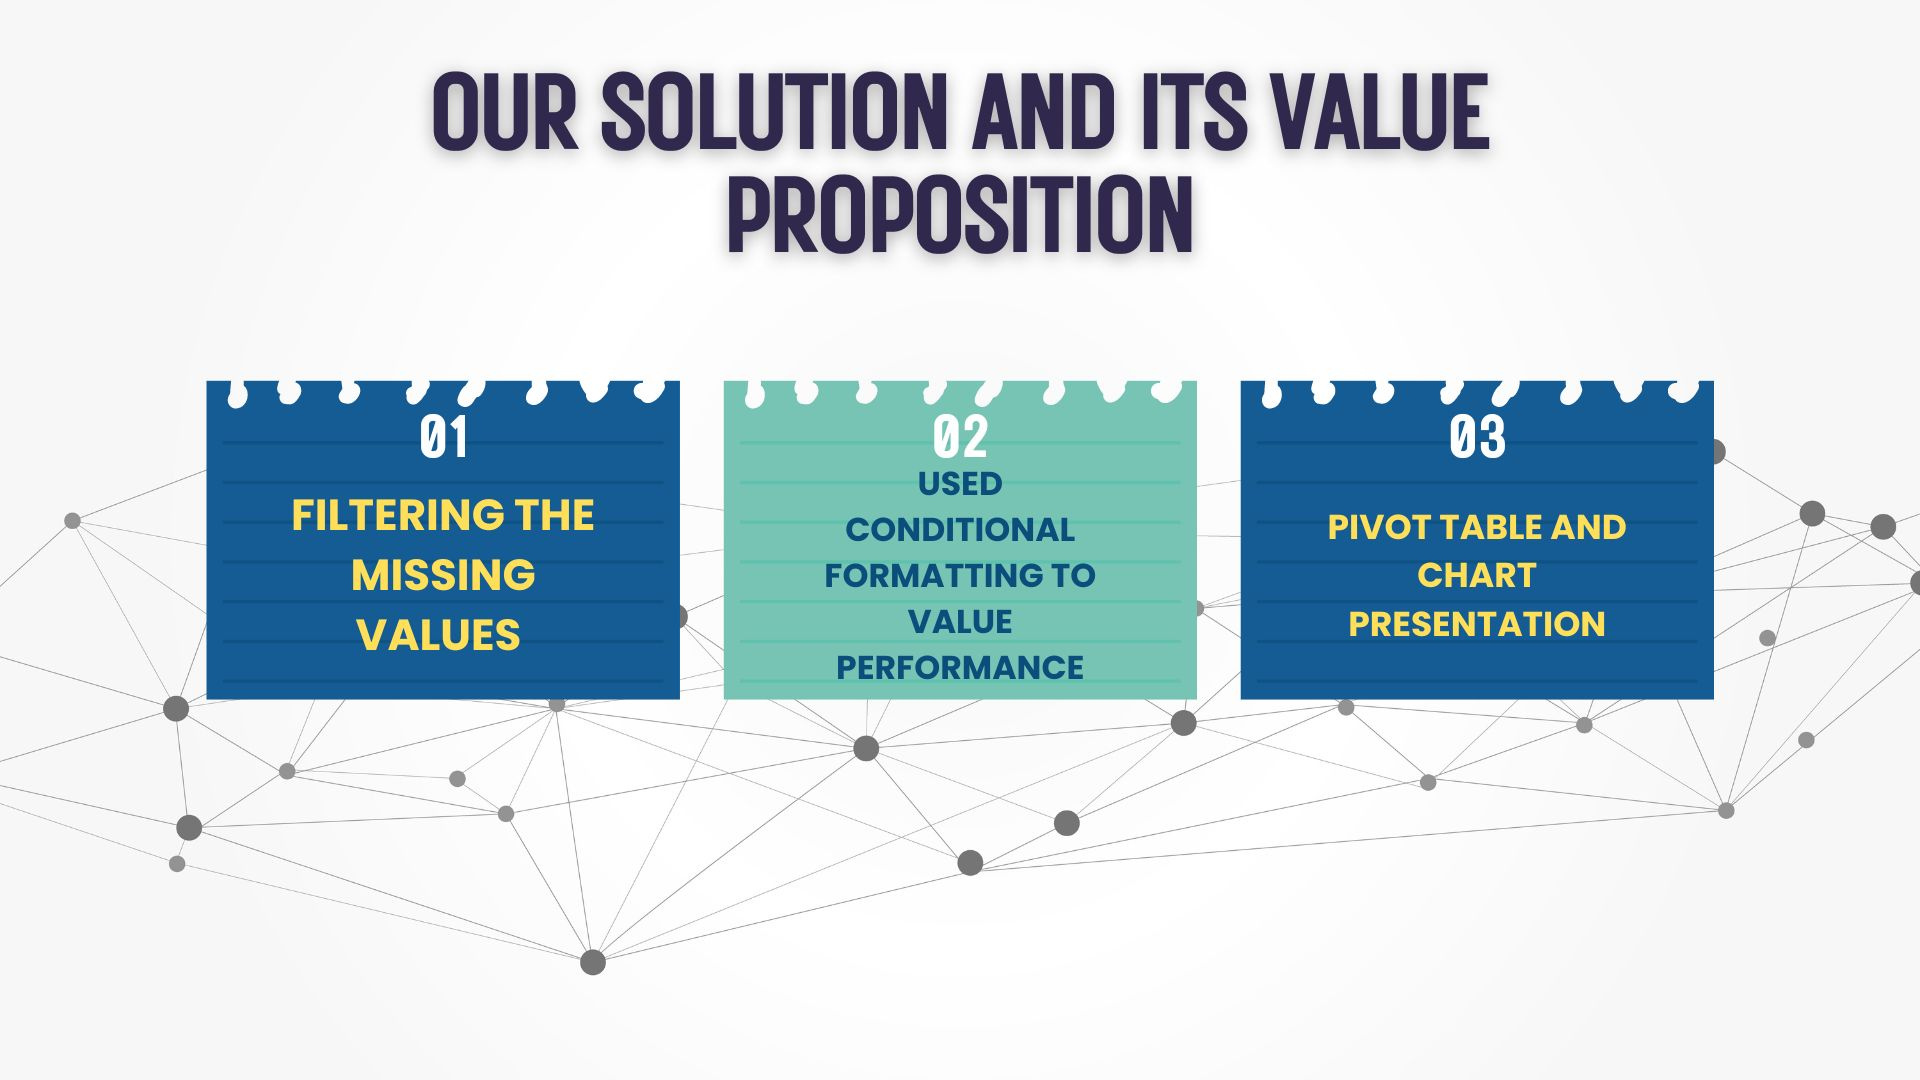 OUR SOLUTION AND ITS VALUE
PROPOSITION
01
FILTERING THE
MISSING
VALUES
02
USED
CONDITIONAL
FORMATTING TO
VALUE
PERFORMANCE
03
PIVOT TABLE AND
CHART
PRESENTATION